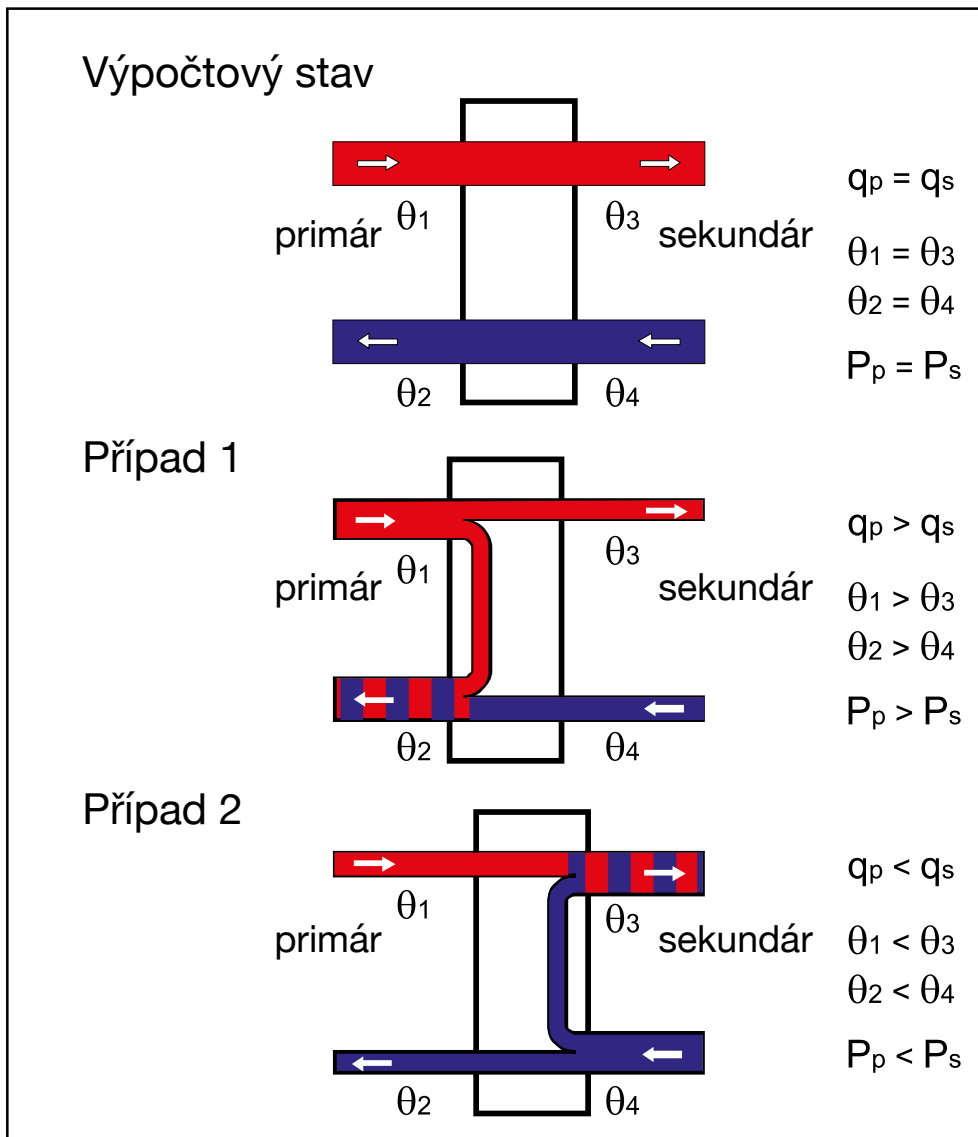 Výpočtový stav
θ1 θ3
primár sekundár
θ2 θ4
qp = qs
θ1 = θ3
θ2 = θ4
Pp = Ps
Případ 1
θ1 θ3
primár sekundár
θ2 θ4
qp > qs
θ1 > θ3
θ2 > θ4
Pp > Ps
Případ 2
θ1 θ3
primár sekundár
θ2 θ4
qp < qs
θ1 < θ3
θ2 < θ4
Pp < Ps